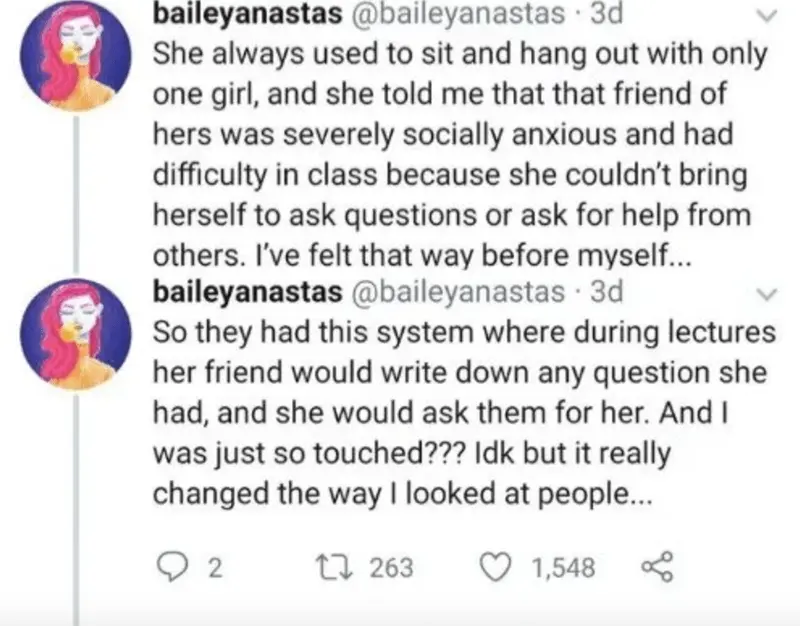 baileyanastas @baileyanastas · 3d
She always used to sit and hang out with only
one girl, and she told me that that friend of
hers was severely socially anxious and had
difficulty in class because she couldn't bring
herself to ask questions or ask for help from
others. I've felt that way before myself...
baileyanastas @baileyanastas · 3d
So they had this system where during lectures
her friend would write down any question she
had, and she would ask them for her. And I
was just so touched??? Idk but it really
changed the way I looked at people...
2 263 1,548